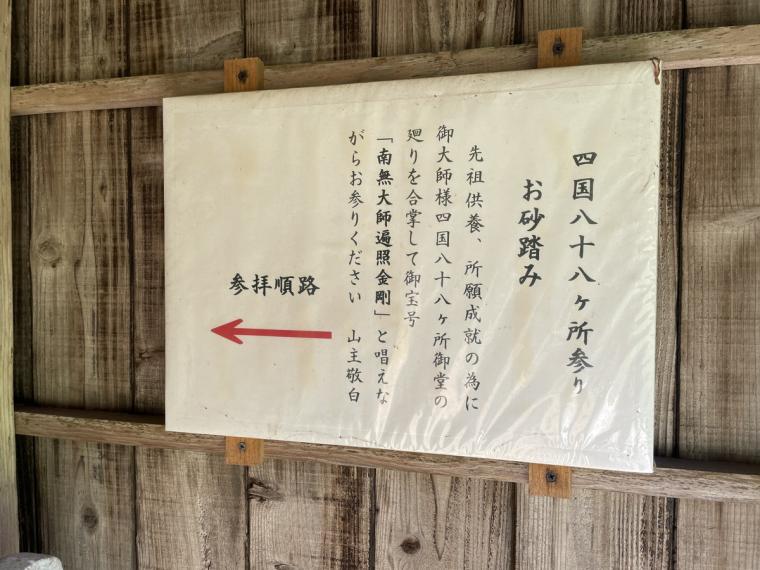 四国八十八ヶ所参り
お砂踏み
先祖供養、所願成就の為に
御大師様四国八十八ヶ所御堂の
廻りを合掌して御宝号
「南無大師遍照金剛」と唱えな
がらお参りください　山主敬白
参拝順路